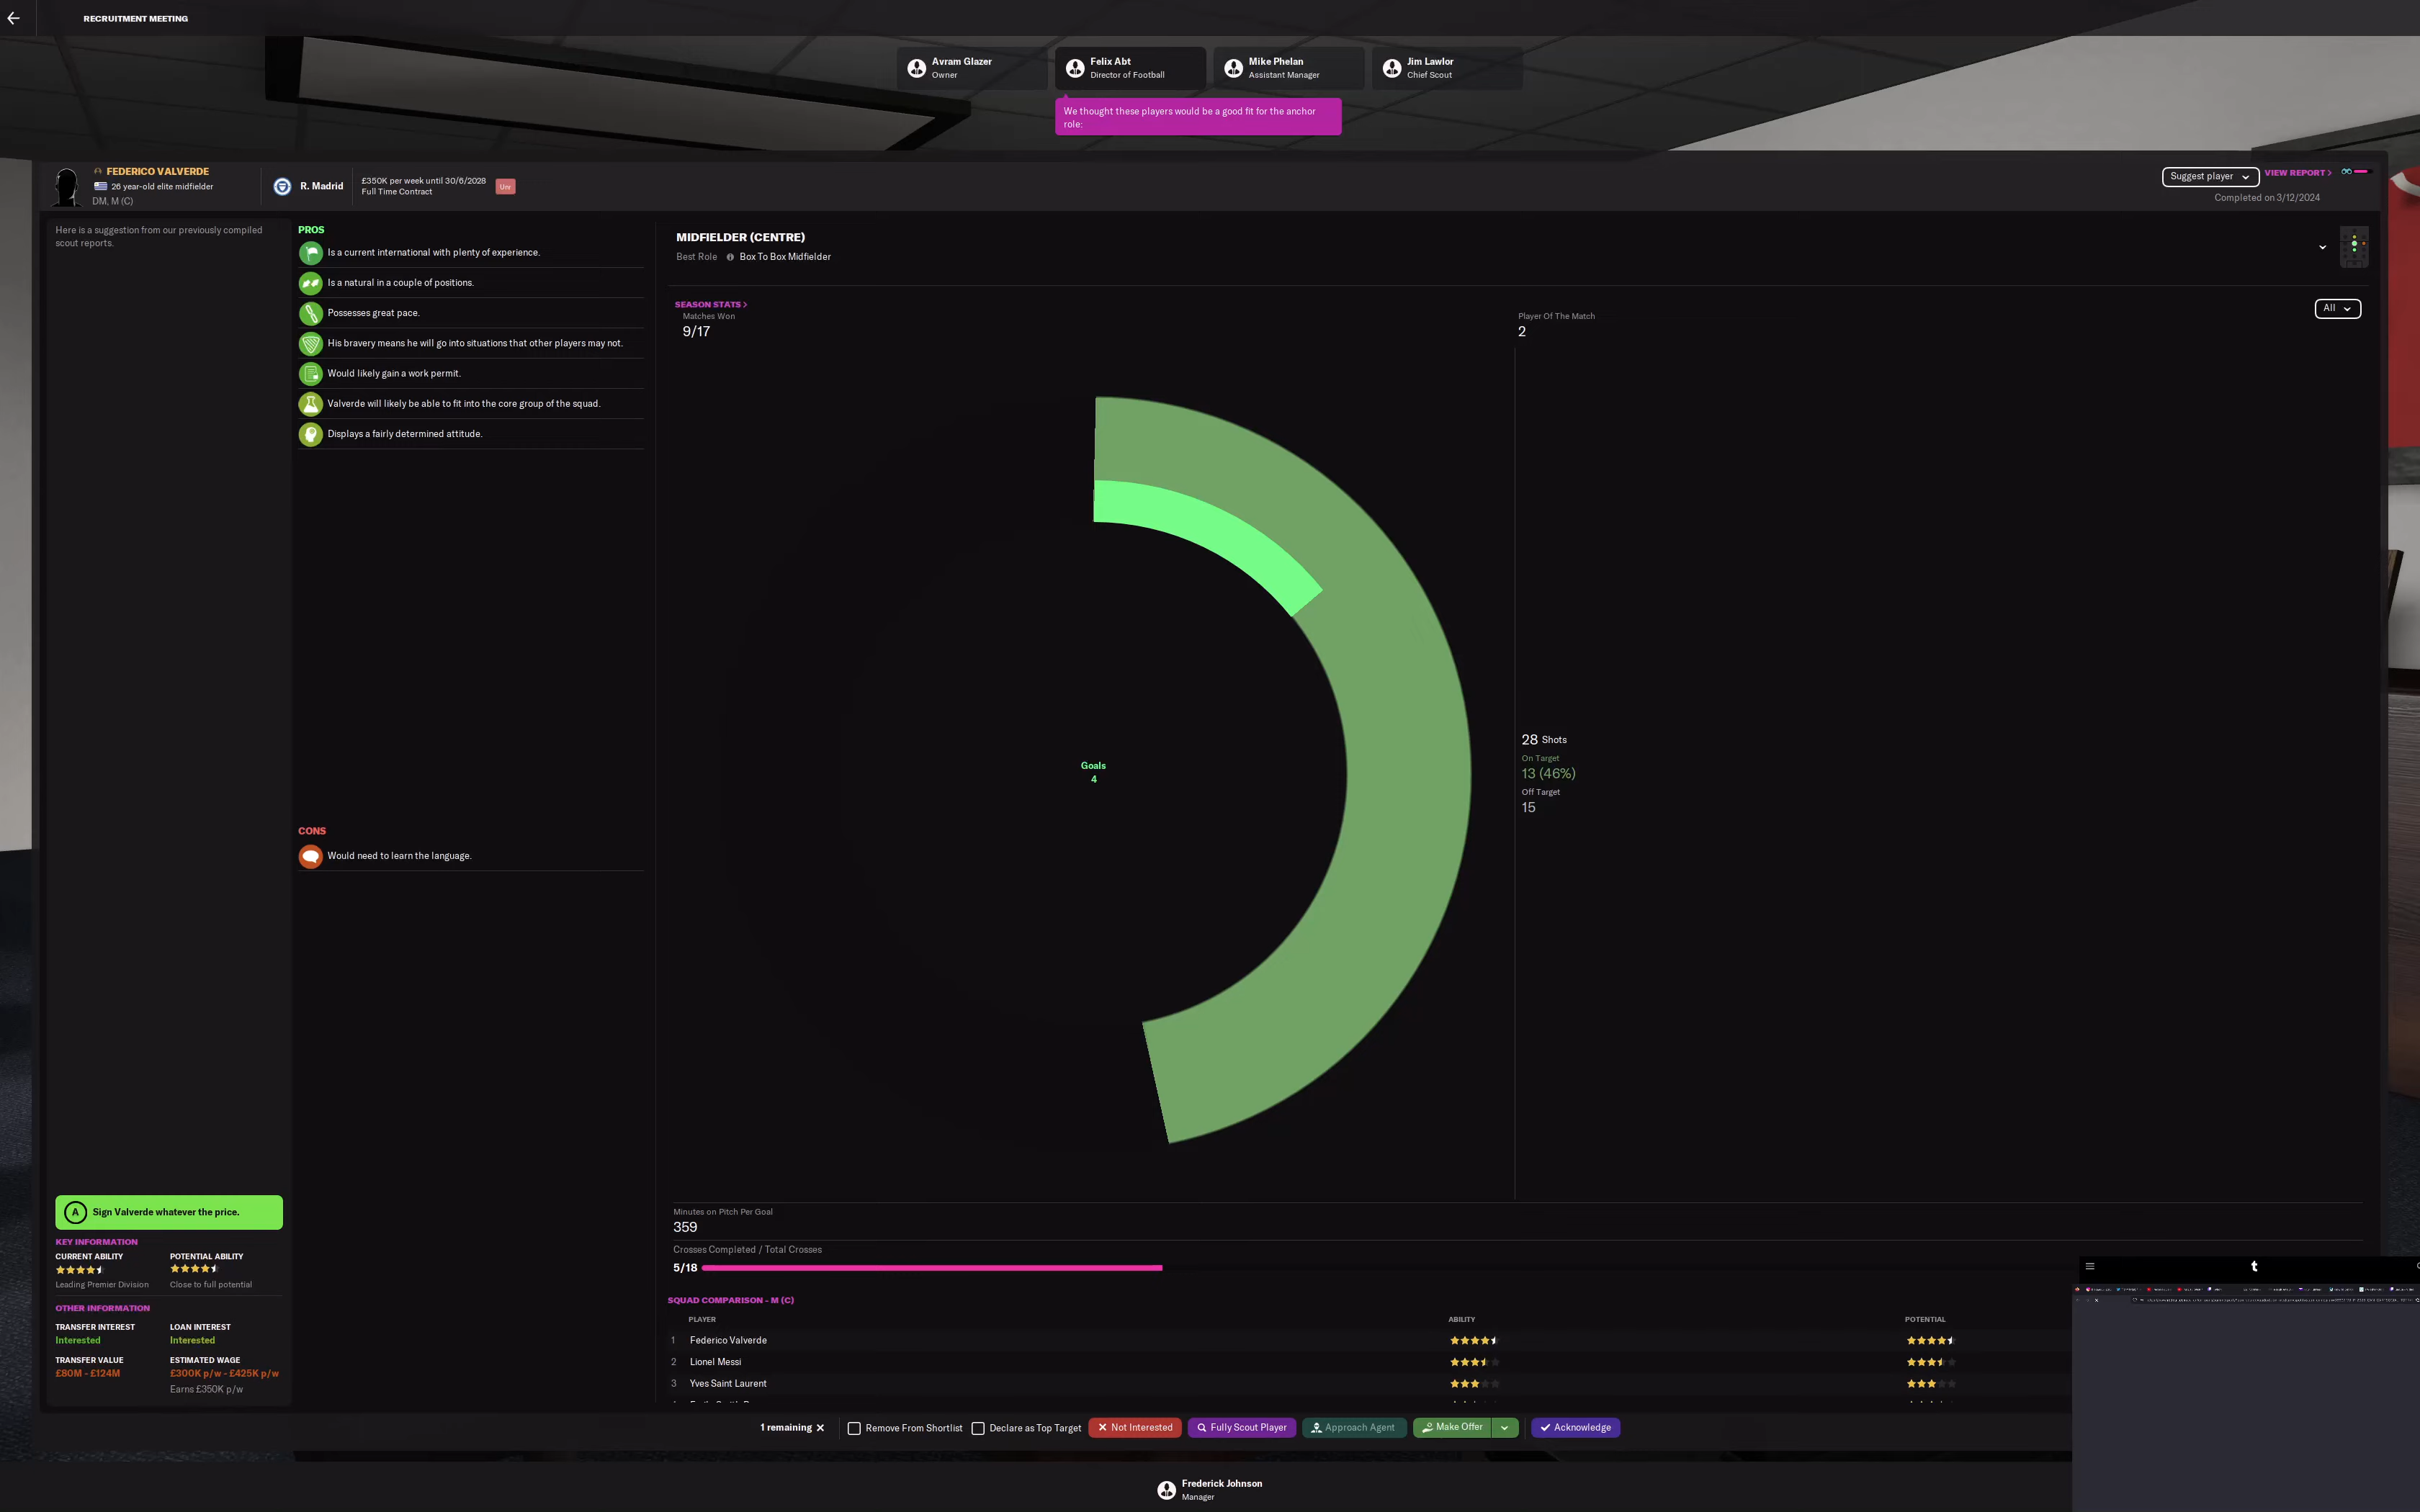 RECRUITMENT MEETING
Avram Glazer
Owner
Felix Abt
Director of Football
Mike Phelan
Assistant Manager
Jim Lawlor
Chief Scout
We thought these players would be a good fit for the anchor
role:
FEDERICO VALVERDE
26 year-old elite midfielder
DM, M (C)
R. Madrid
£350K per week until 30/6/2028
Full Time Contract
Unr
Suggest player
VIEW REPORT >
Completed on 3/12/2024
Here is a suggestion from our previously compiled
scout reports.
PROS
Is a current international with plenty of experience.
Is a natural in a couple of positions.
Possesses great pace.
His bravery means he will go into situations that other players may not.
Would likely gain a work permit.
Valverde will likely be able to fit into the core group of the squad.
Displays a fairly determined attitude.
CONS
Would need to learn the language.
MIDFIELDER (CENTRE)
Best Role Box To Box Midfielder
SEASON STATS >
All
Matches Won
9/17
Player Of The Match
2
Goals
4
28 Shots
On Target
13 (46%)
Off Target
15
Minutes on Pitch Per Goal
359
Crosses Completed / Total Crosses
5/18
SQUAD COMPARISON - M (C)
PLAYER ABILITY POTENTIAL
1 Federico Valverde
2 Lionel Messi
3 Yves Saint Laurent
A Sign Valverde whatever the price.
KEY INFORMATION
CURRENT ABILITY
Leading Premier Division
POTENTIAL ABILITY
Close to full potential
OTHER INFORMATION
TRANSFER INTEREST
Interested
LOAN INTEREST
Interested
TRANSFER VALUE
£80M - £124M
ESTIMATED WAGE
£300K p/w - £425K p/w
Earns £350K p/w
1 remaining
Remove From Shortlist
Declare as Top Target
Not Interested
Fully Scout Player
Approach Agent
Make Offer
Acknowledge
Frederick Johnson
Manager
t